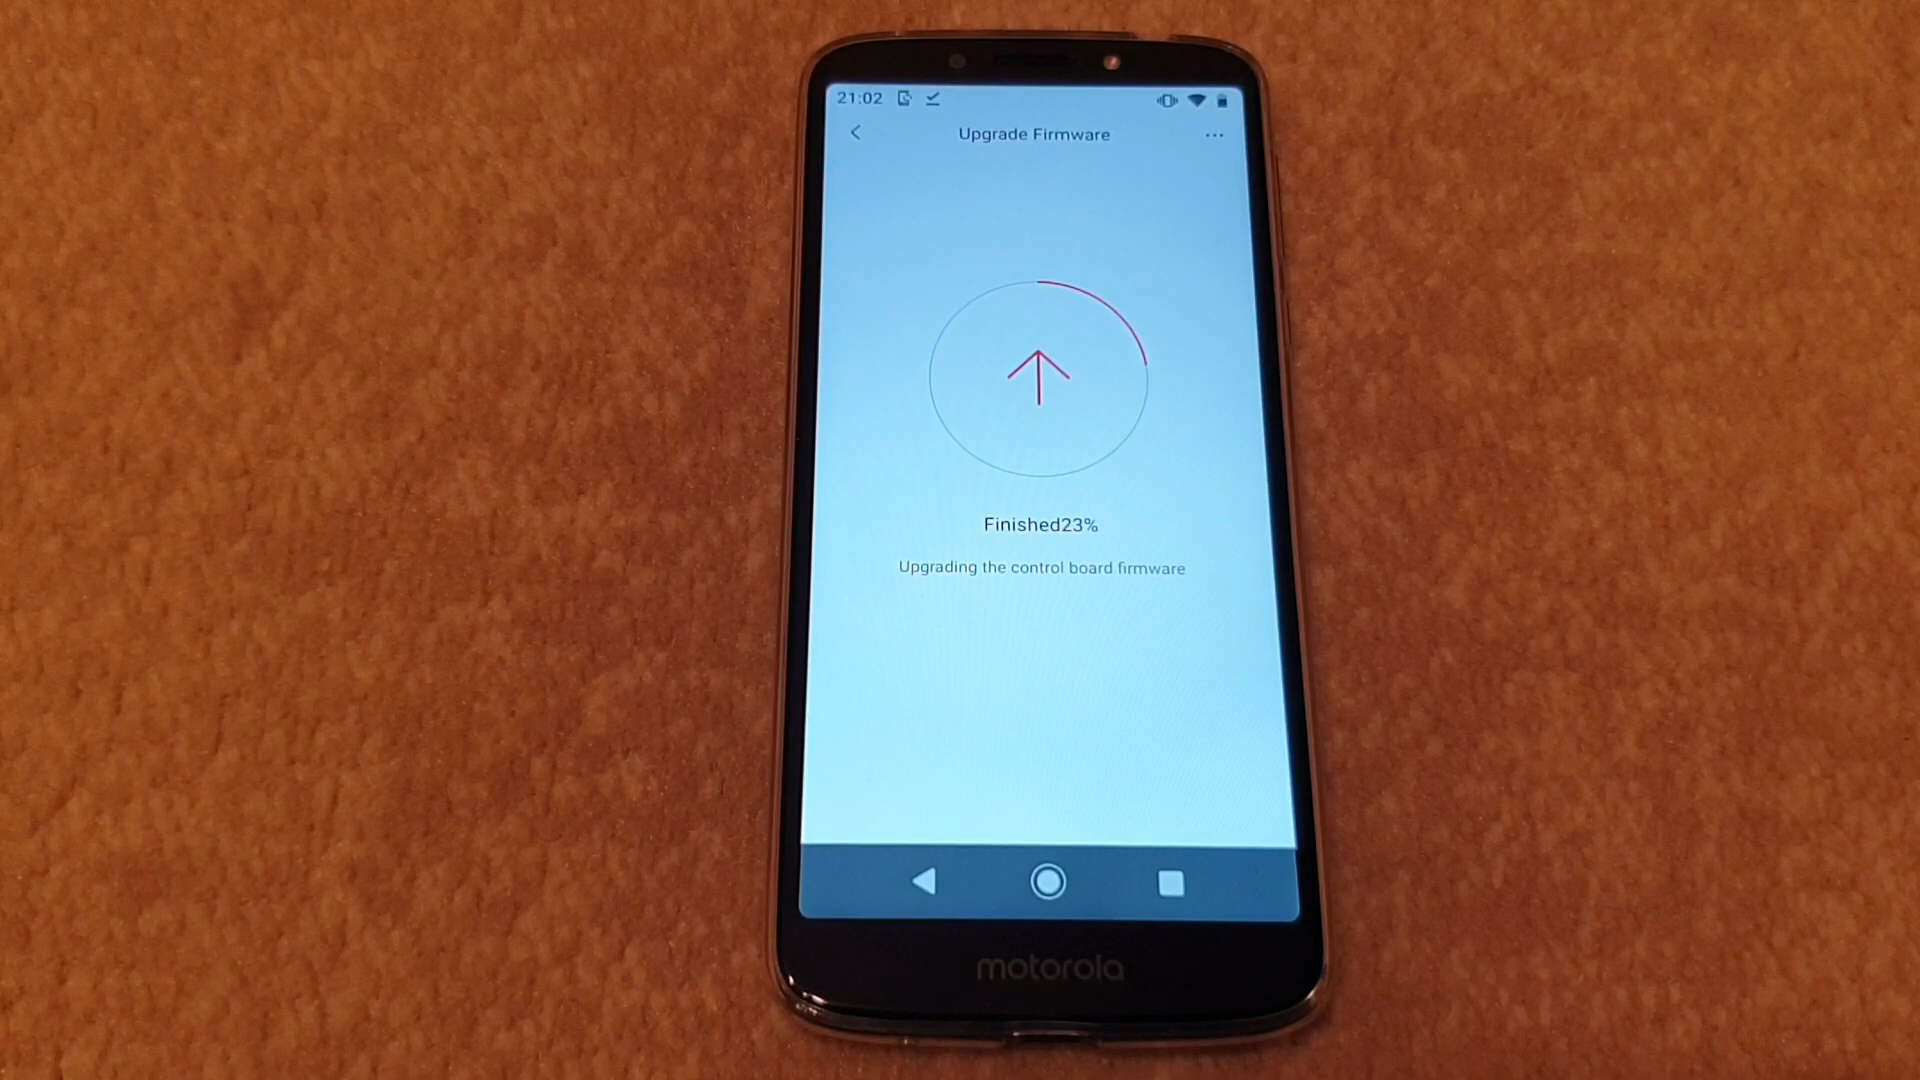 21:02
Upgrade Firmware
Finished23%
Upgrading the control board firmware
motorola